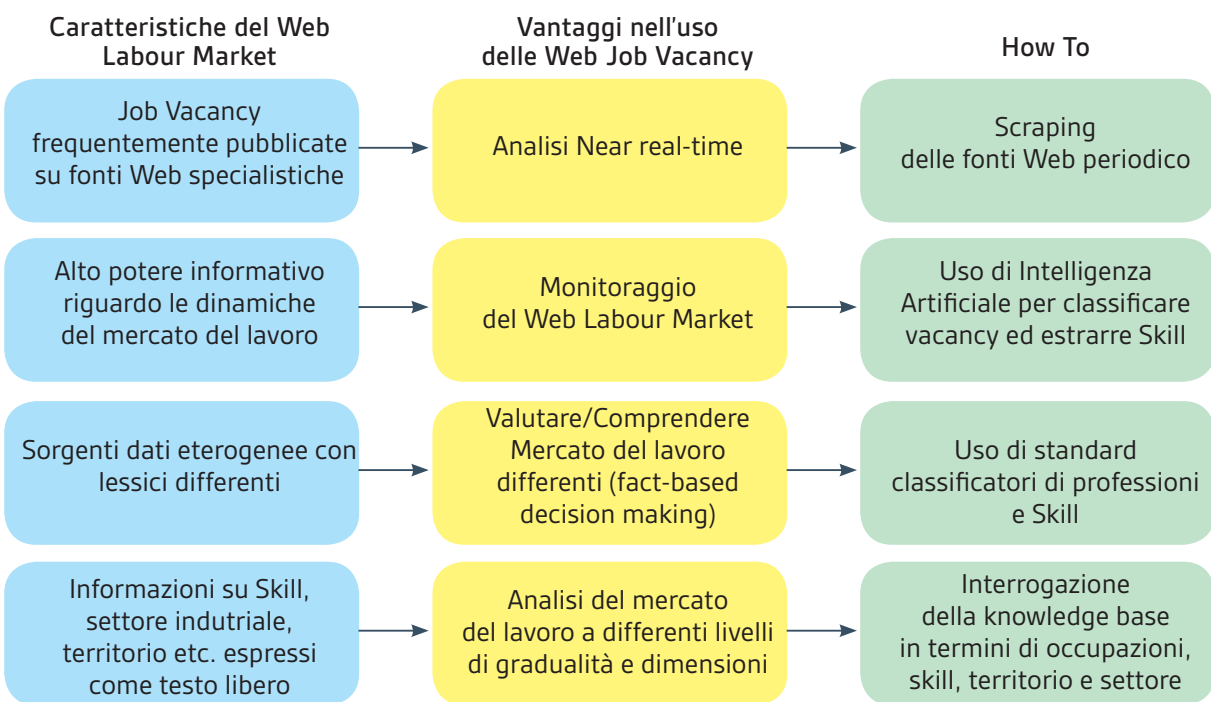 Caratteristiche del Web
Labour Market
Vantaggi nell'uso
delle Web Job Vacancy
How To
Job Vacancy
frequentemente pubblicate
su fonti Web specialistiche
Analisi Near real-time
Scraping
delle fonti Web periodico
Alto potere informativo
riguardo le dinamiche
del mercato del lavoro
Monitoraggio
del Web Labour Market
Uso di Intelligenza
Artificiale per classificare
vacancy ed estrarre Skill
Sorgenti dati eterogenee con
lessici differenti
Valutare/Comprendere
Mercato del lavoro
differenti (fact-based
decision making)
Uso di standard
classificatori di professioni
e Skill
Informazioni su Skill,
settore indutriale,
territorio etc. espressi
come testo libero
Analisi del mercato
del lavoro a differenti livelli
di gradualità e dimensioni
Interrogazione
della knowledge base
in termini di occupazioni,
skill, territorio e settore